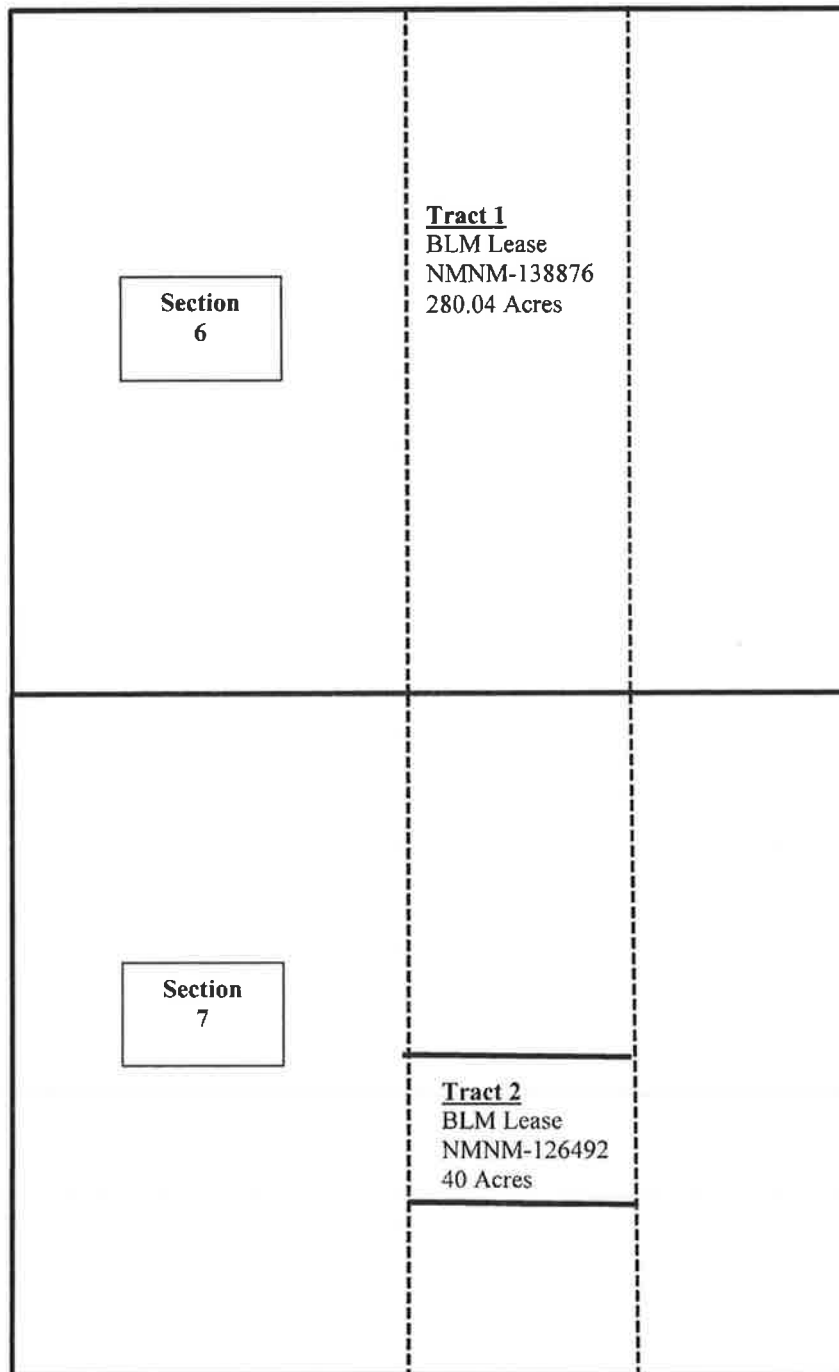 Tract 1
BLM Lease
NMNM-138876
280.04 Acres
Section
6
Section
7
Tract 2
BLM Lease
NMNM-126492
40 Acres